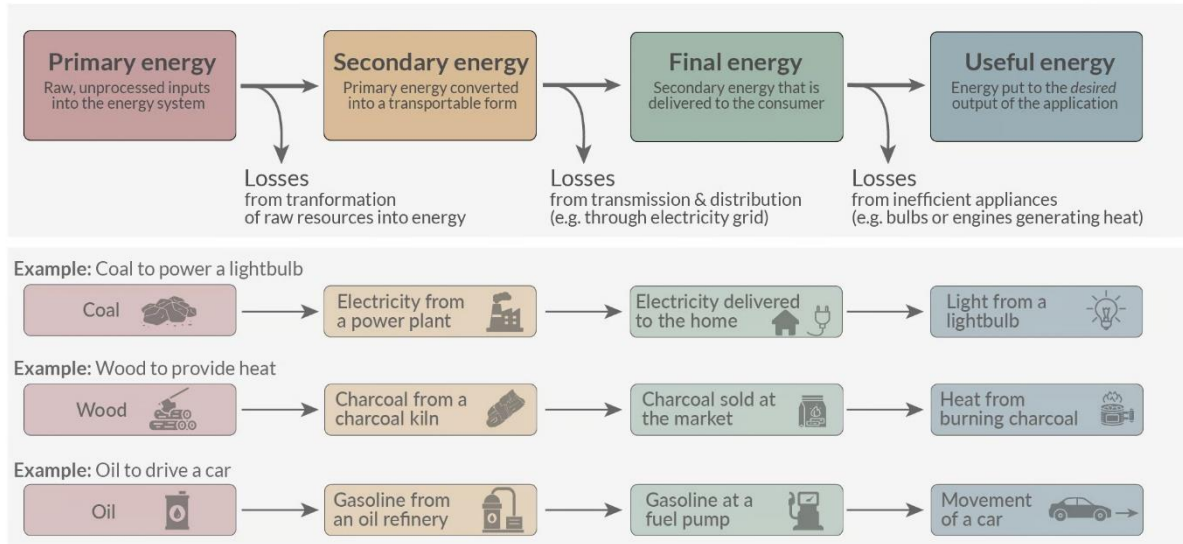 Primary energy
Raw, unprocessed inputs
into the energy system
Secondary energy
Primary energy converted
into a transportable form
Final energy
Secondary energy that is
delivered to the consumer
Useful energy
Energy put to the desired
output of the application
Losses
from tranformation
of raw resources into energy
Losses
from transmission & distribution
(e.g. through electricity grid)
Losses
from inefficient appliances
(e.g. bulbs or engines generating heat)
Example: Coal to power a lightbulb
Coal
Electricity from
a power plant
Electricity delivered
to the home
Light from a
lightbulb
Example: Wood to provide heat
Wood
Charcoal from a
charcoal kiln
Charcoal sold at
the market
Heat from
burning charcoal
Example: Oil to drive a car
Oil
Gasoline from
an oil refinery
Gasoline at a
fuel pump
Movement
of a car